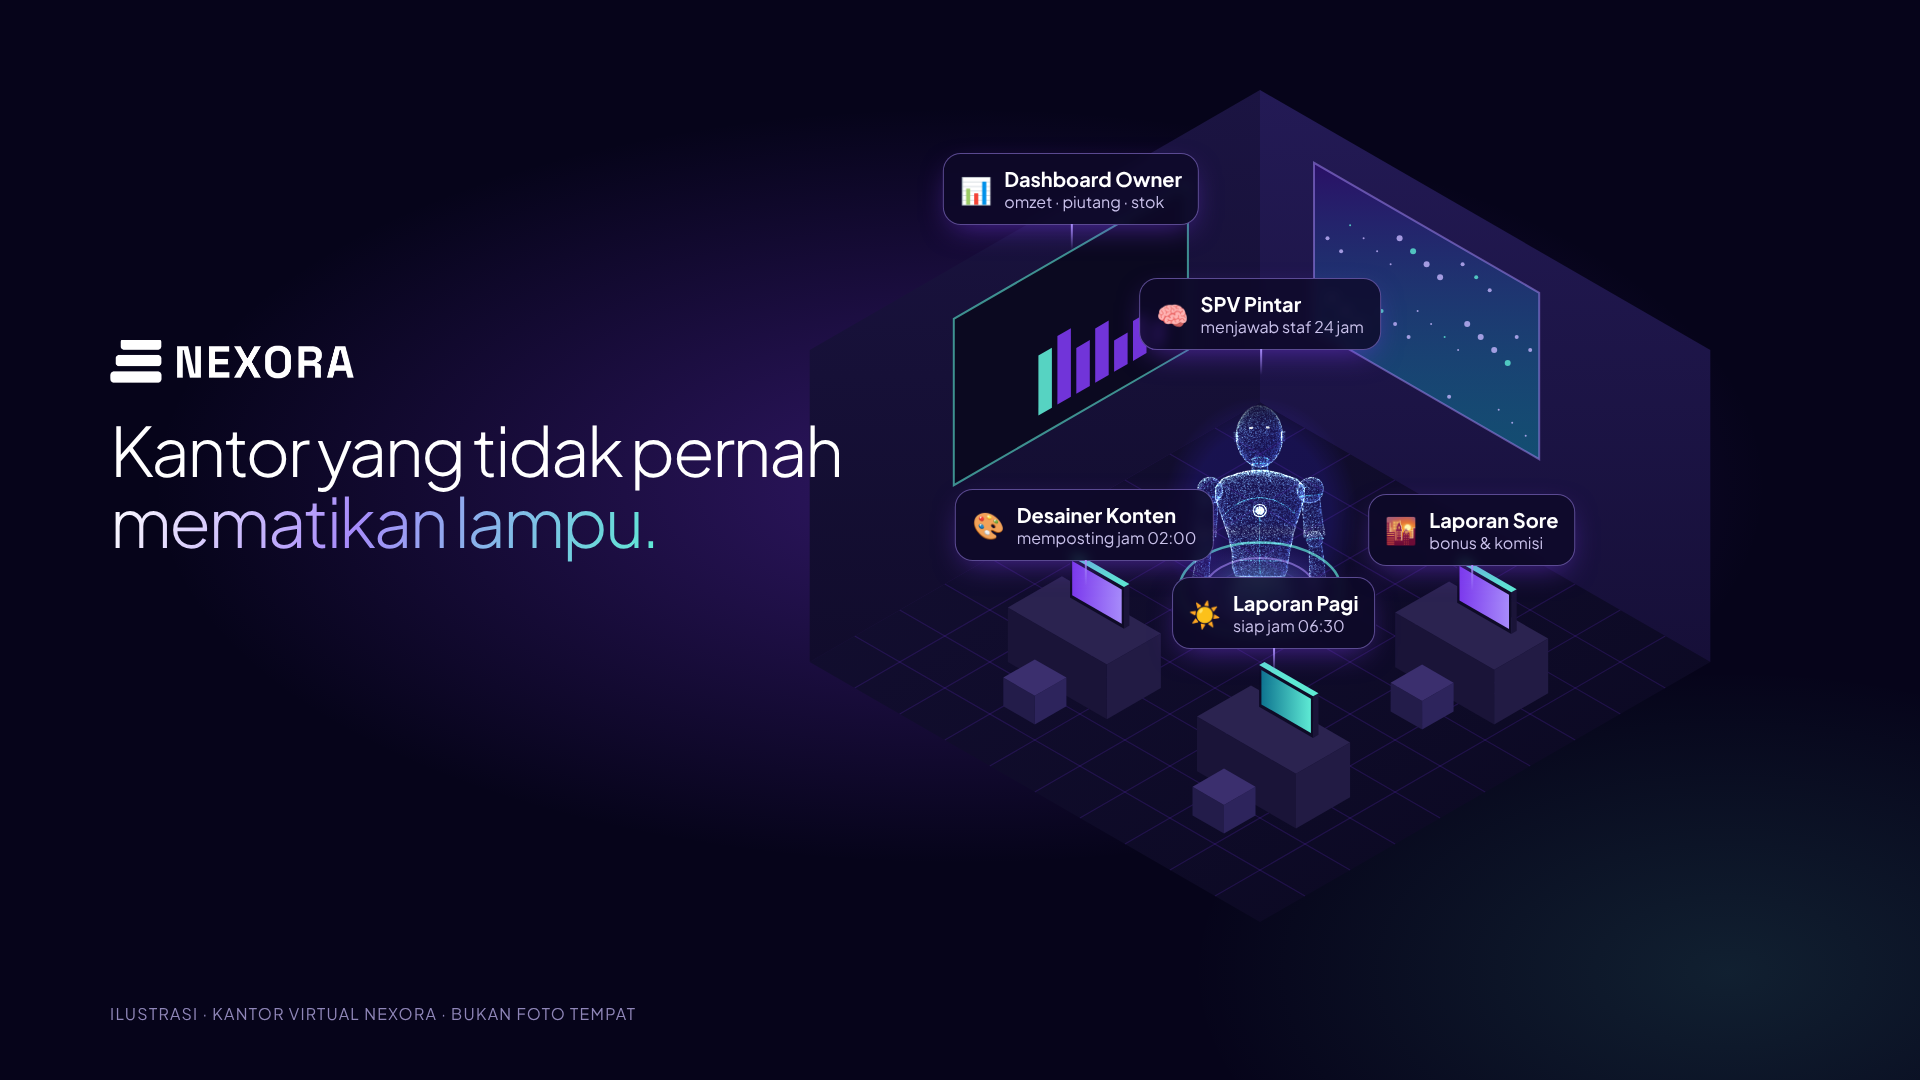 NEXORA
Kantor yang tidak pernah
mematikan lampu.
Dashboard Owner
omzet · piutang · stok
SPV Pintar
menjawab staf 24 jam
Desainer Konten
memposting jam 02:00
Laporan Sore
bonus & komisi
Laporan Pagi
siap jam 06:30
ILUSTRASI · KANTOR VIRTUAL NEXORA · BUKAN FOTO TEMPAT